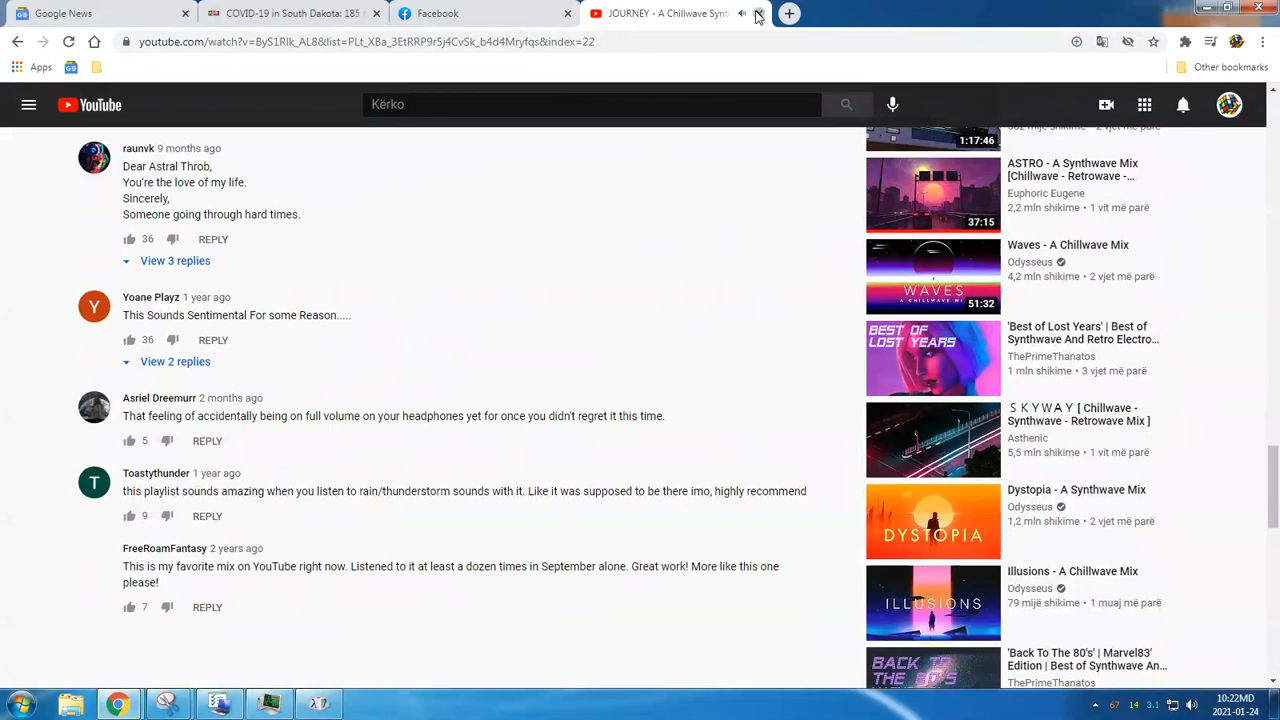 Google News
COVID-19 in South Dakota: 185
Facebook
JOURNEY - A Chillwave Synt
youtube.com/watch?v=ByS1RIk_AL8&list=PLt_XBa_3EtRRP9r5j4CvSk_b4d4Mryfqs&index=22
Apps
Other bookmarks
YouTube
Kërko
raunvk 9 months ago
Dear Astral Throb,
You're the love of my life.
Sincerely,
Someone going through hard times.
36 REPLY
View 3 replies
Y
Yoane Playz 1 year ago
This Sounds Sentimental For some Reason.....
36 REPLY
View 2 replies
Asriel Dreemurr 2 months ago
That feeling of accidentally being on full volume on your headphones yet for once you didn't regret it this time.
5 REPLY
T
Toastythunder 1 year ago
this playlist sounds amazing when you listen to rain/thunderstorm sounds with it. Like it was supposed to be there imo, highly recommend
9 REPLY
FreeRoamFantasy 2 years ago
This is my favorite mix on YouTube right now. Listened to it at least a dozen times in September alone. Great work! More like this one
please!
7 REPLY
1:17:46
ASTRO - A Synthwave Mix
[Chillwave - Retrowave -...
Euphoric Eugene
2,2 mln shikime • 1 vit më parë
37:15
Waves - A Chillwave Mix
Odysseus
4,2 mln shikime • 2 vjet më parë
WAVES
A CHILLWAVE MI
51:32
'Best of Lost Years' | Best of
Synthwave And Retro Electro...
ThePrimeThanatos
1 mln shikime • 3 vjet më parë
BEST OF
LOST YEARS
S K Y W A Y [ Chillwave -
Synthwave - Retrowave Mix ]
Asthenic
5,5 mln shikime • 1 vit më parë
Dystopia - A Synthwave Mix
Odysseus
1,2 mln shikime • 2 vjet më parë
DYSTOPIA
Illusions - A Chillwave Mix
Odysseus
79 mijë shikime • 1 muaj më parë
ILLUSIONS
'Back To The 80's' | Marvel83'
Edition | Best of Synthwave An...
ThePrimeThanatos
BACK TO
THE 80'S
67 14 3.1
10:22MD
2021-01-24